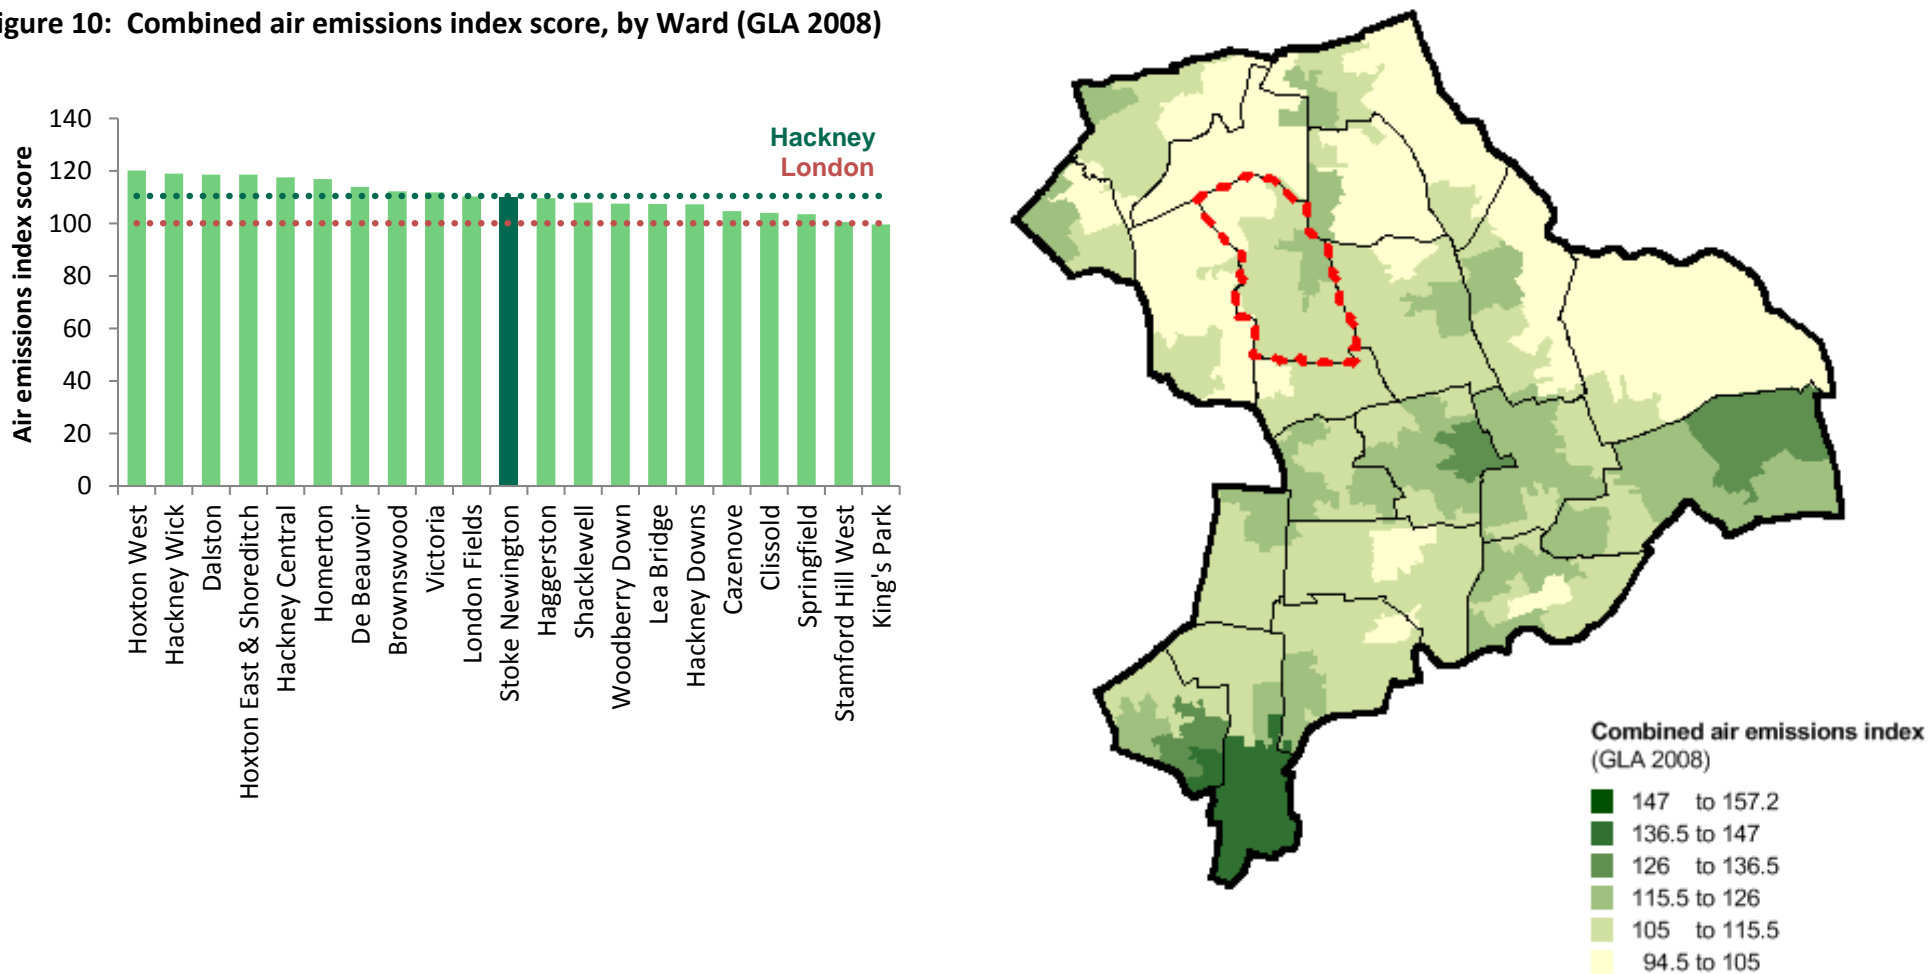 igure 10: Combined air emissions index score, by Ward (GLA 2008)
Air emissions index score
140
120
100
80
60
40
20
0
Hackney
London
Hoxton West
Hackney Wick
Dalston
Hoxton East & Shoreditch
Hackney Central
Homerton
De Beauvoir
Brownswood
Victoria
London Fields
Stoke Newington
Haggerston
Shacklewell
Woodberry Down
Lea Bridge
Hackney Downs
Cazenove
Clissold
Springfield
Stamford Hill West
King's Park
Combined air emissions index
(GLA 2008)
147 to 157.2
136.5 to 147
126 to 136.5
115.5 to 126
105 to 115.5
94.5 to 105